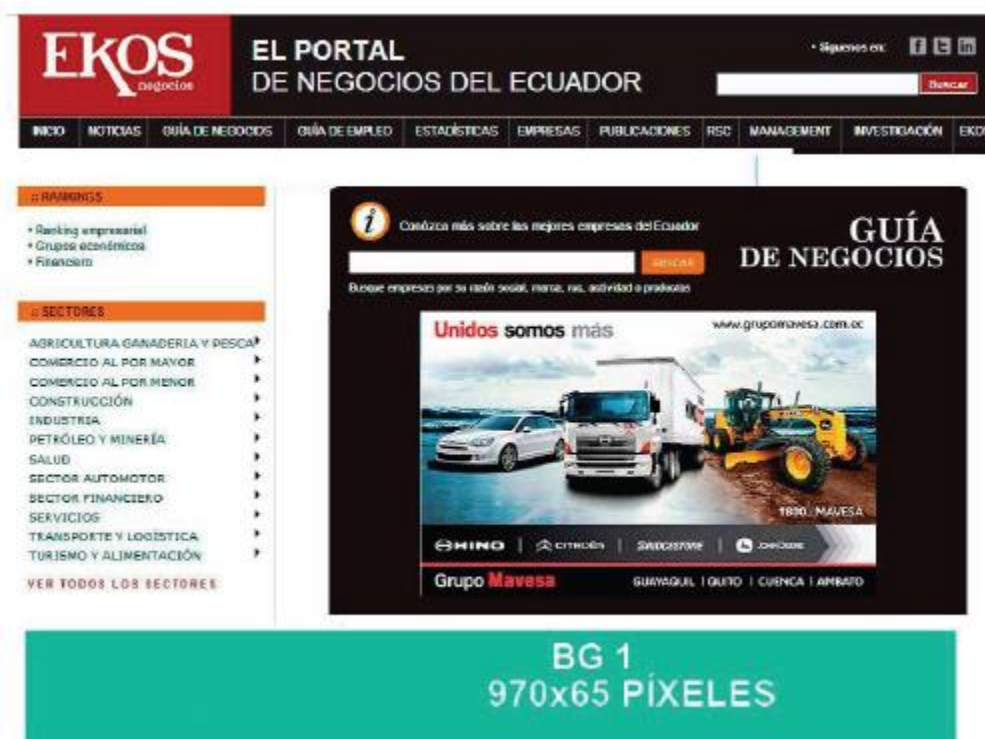 EKOS
negocios
EL PORTAL
DE NEGOCIOS DEL ECUADOR
• Síguenos en:
Buscar
INICIO NOTICIAS GUÍA DE NEGOCIOS GUÍA DE EMPLEO ESTADÍSTICAS EMPRESAS PUBLICACIONES RSC MANAGEMENT INVESTIGACIÓN
:: RANKINGS
• Ranking empresarial
• Grupos económicos
• Financiero
:: SECTORES
AGRICULTURA GANADERIA Y PESCA
COMERCIO AL POR MAYOR
COMERCIO AL POR MENOR
CONSTRUCCIÓN
INDUSTRIA
PETRÓLEO Y MINERÍA
SALUD
SECTOR AUTOMOTOR
SECTOR FINANCIERO
SERVICIOS
TRANSPORTE Y LOGÍSTICA
TURISMO Y ALIMENTACIÓN
VER TODOS LOS SECTORES
i
Conózca más sobre las mejores empresas del Ecuador
BUSCAR
Busque empresas por su razón social, marca, ruc, actividad o productos
GUÍA
DE NEGOCIOS
Unidos somos más
www.grupomavesa.com.ec
1800 - MAVESA
HINO | CITROËN | BRIDGESTONE | JOHN DEERE
Grupo Mavesa
GUAYAQUIL | QUITO | CUENCA | AMBATO
BG 1
970x65 PÍXELES